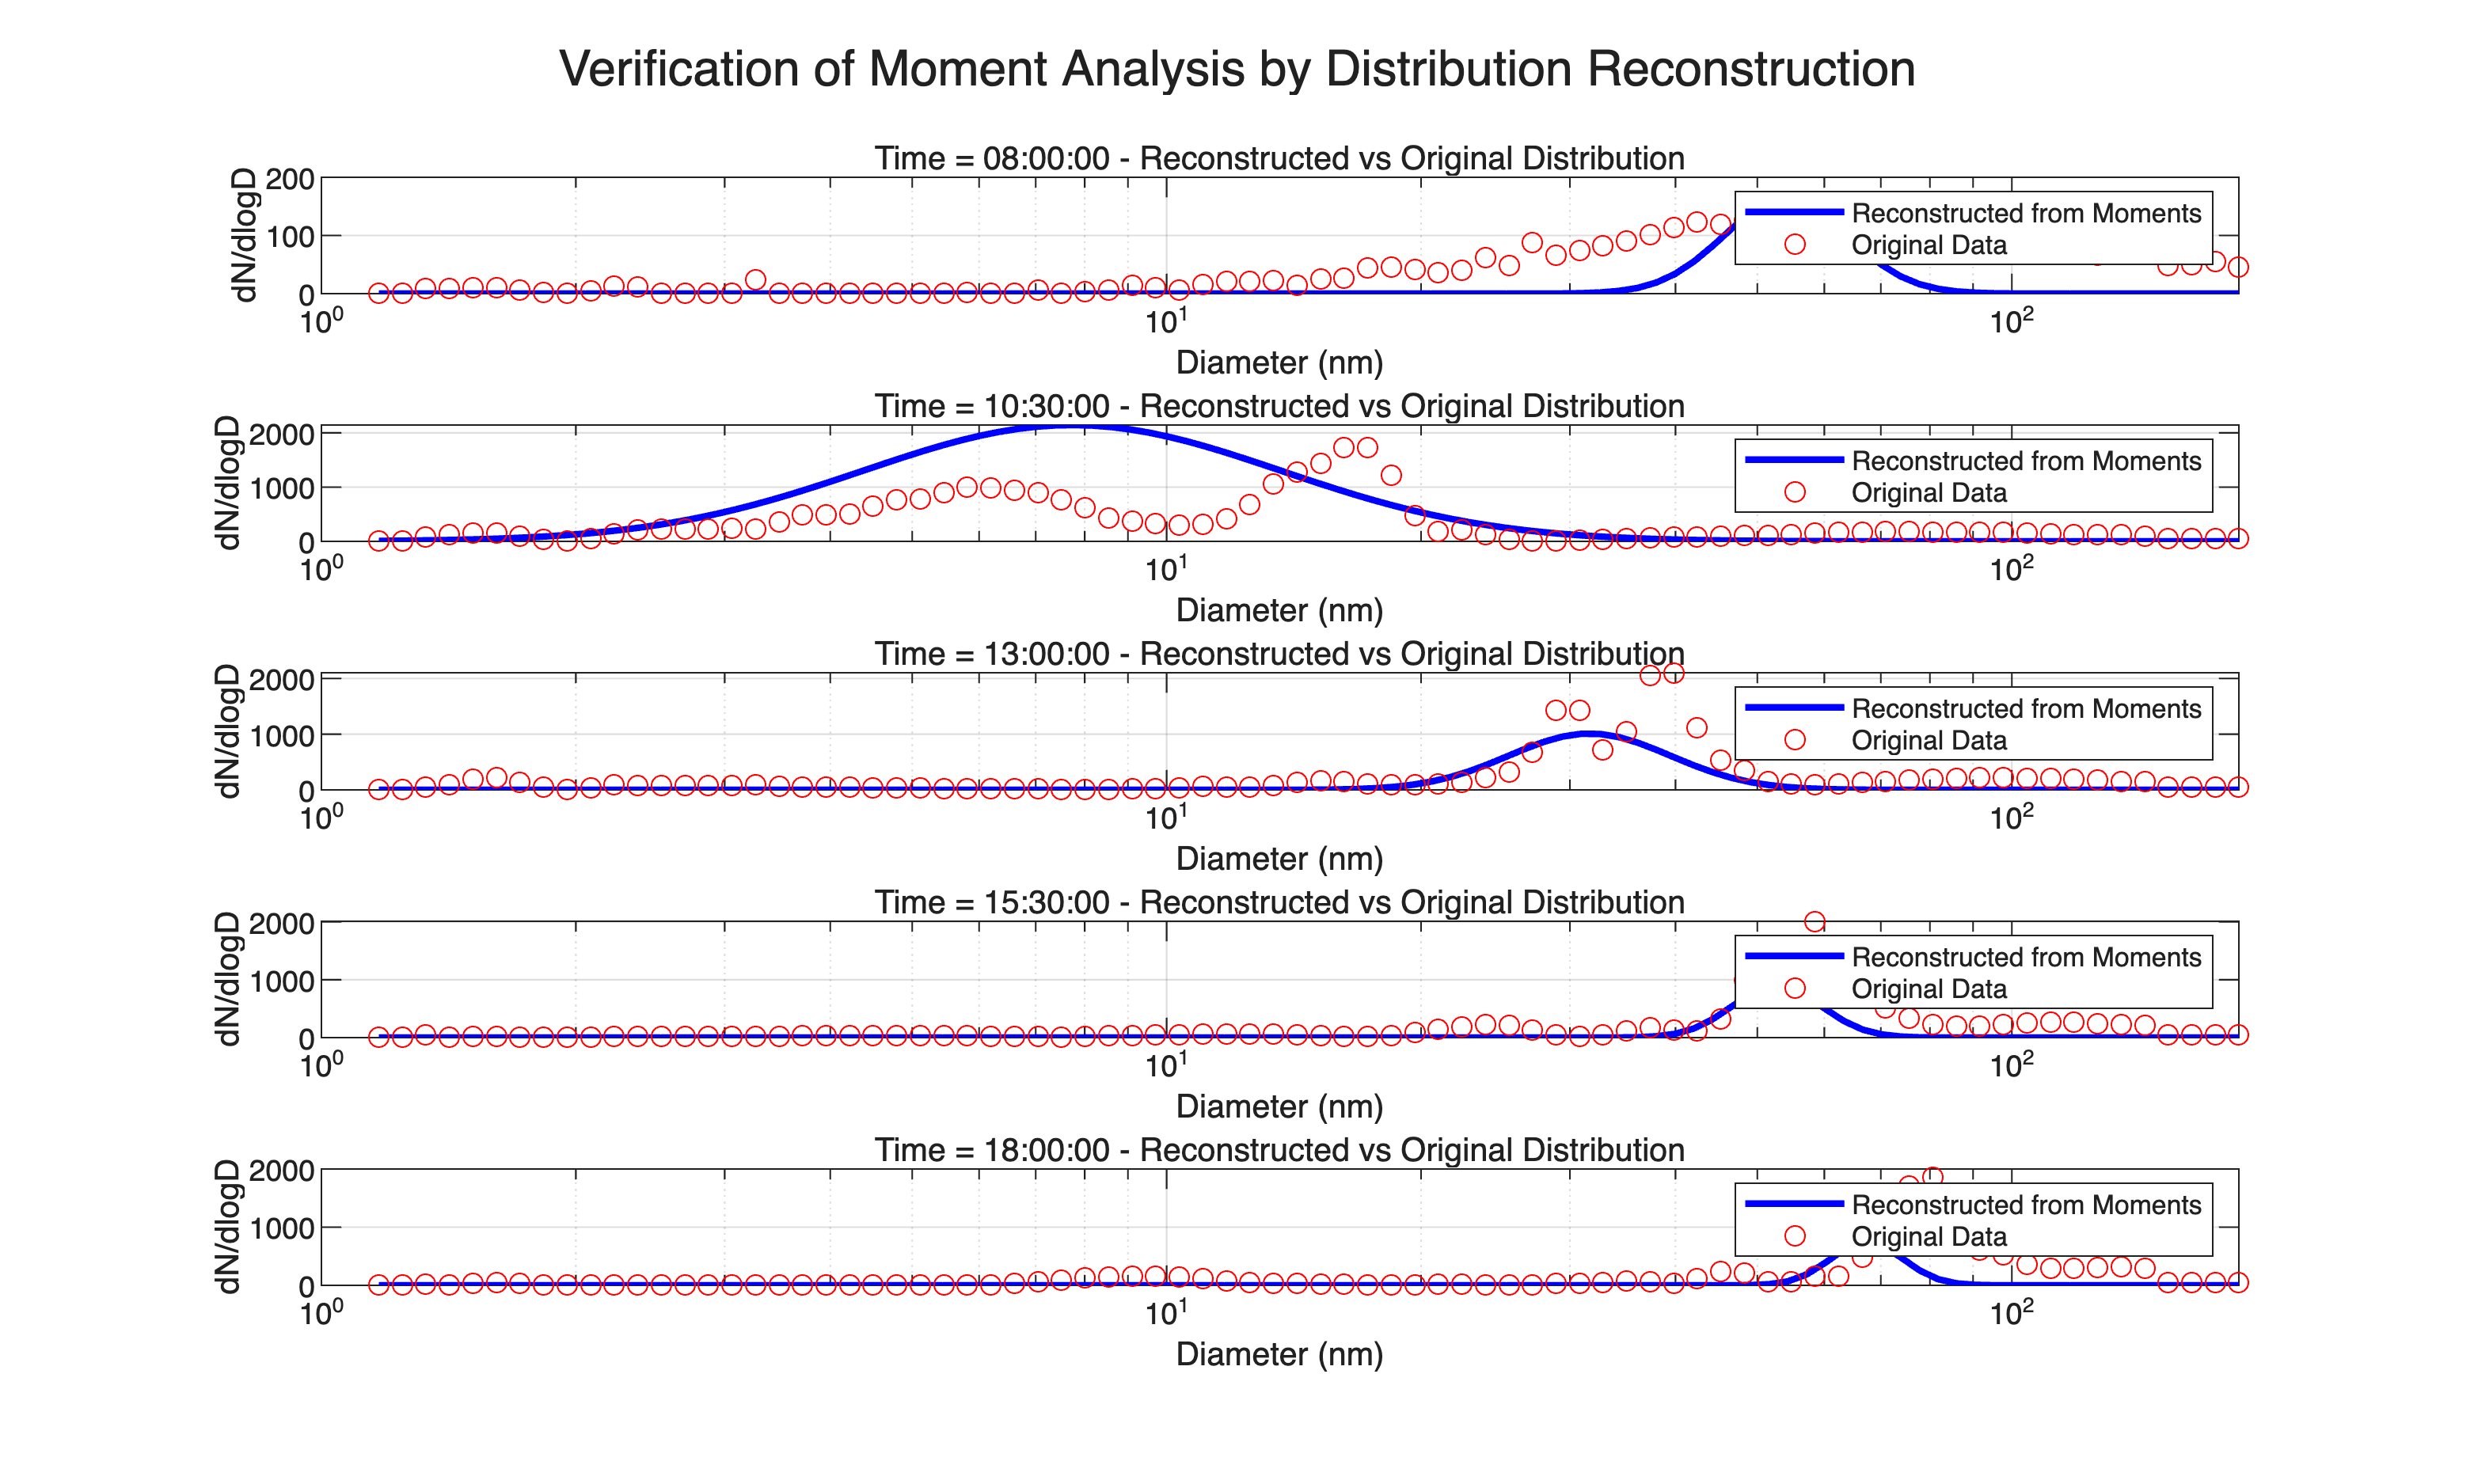 Verification of Moment Analysis by Distribution Reconstruction
Time = 08:00:00 - Reconstructed vs Original Distribution
dN/dlogD
200
100
0
Reconstructed from Moments
Original Data
10^0
10^1
10^2
Diameter (nm)
Time = 10:30:00 - Reconstructed vs Original Distribution
dN/dlogD
2000
1000
0
Reconstructed from Moments
Original Data
10^0
10^1
10^2
Diameter (nm)
Time = 13:00:00 - Reconstructed vs Original Distribution
dN/dlogD
2000
1000
0
Reconstructed from Moments
Original Data
10^0
10^1
10^2
Diameter (nm)
Time = 15:30:00 - Reconstructed vs Original Distribution
dN/dlogD
2000
1000
0
Reconstructed from Moments
Original Data
10^0
10^1
10^2
Diameter (nm)
Time = 18:00:00 - Reconstructed vs Original Distribution
dN/dlogD
2000
1000
0
Reconstructed from Moments
Original Data
10^0
10^1
10^2
Diameter (nm)